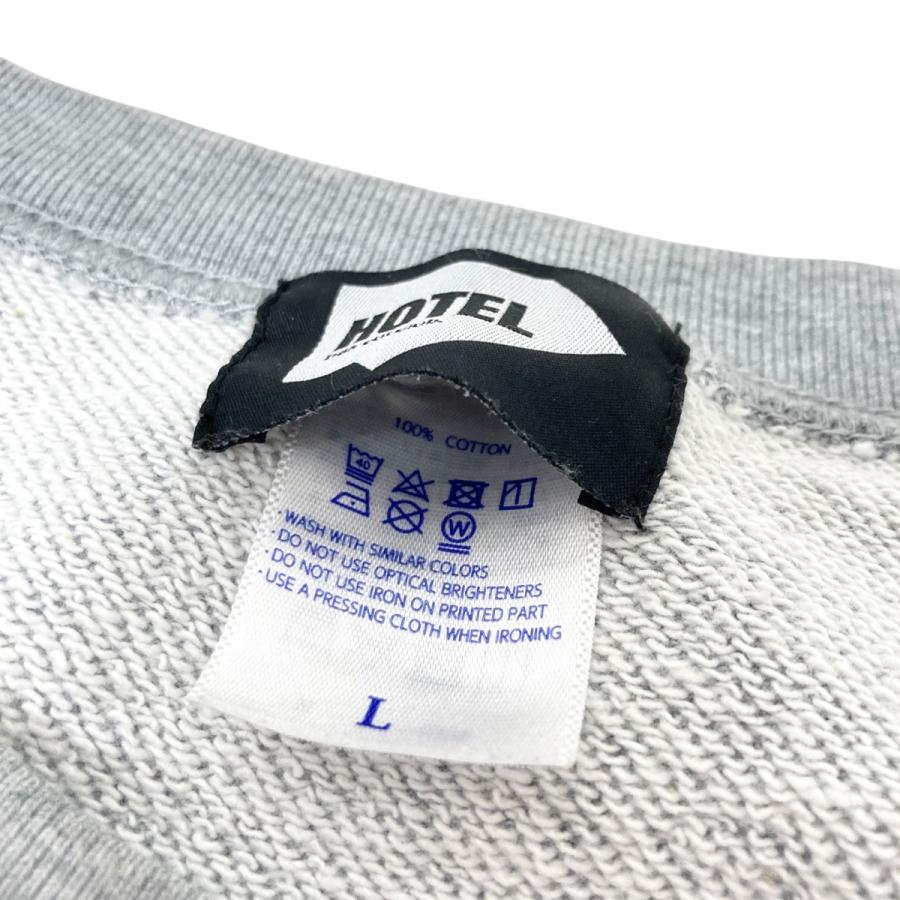 HOTEL
100% COTTON
40
W
· WASH WITH SIMILAR COLORS
· DO NOT USE OPTICAL BRIGHTENERS
· DO NOT USE IRON ON PRINTED PART
· USE A PRESSING CLOTH WHEN IRONING
L